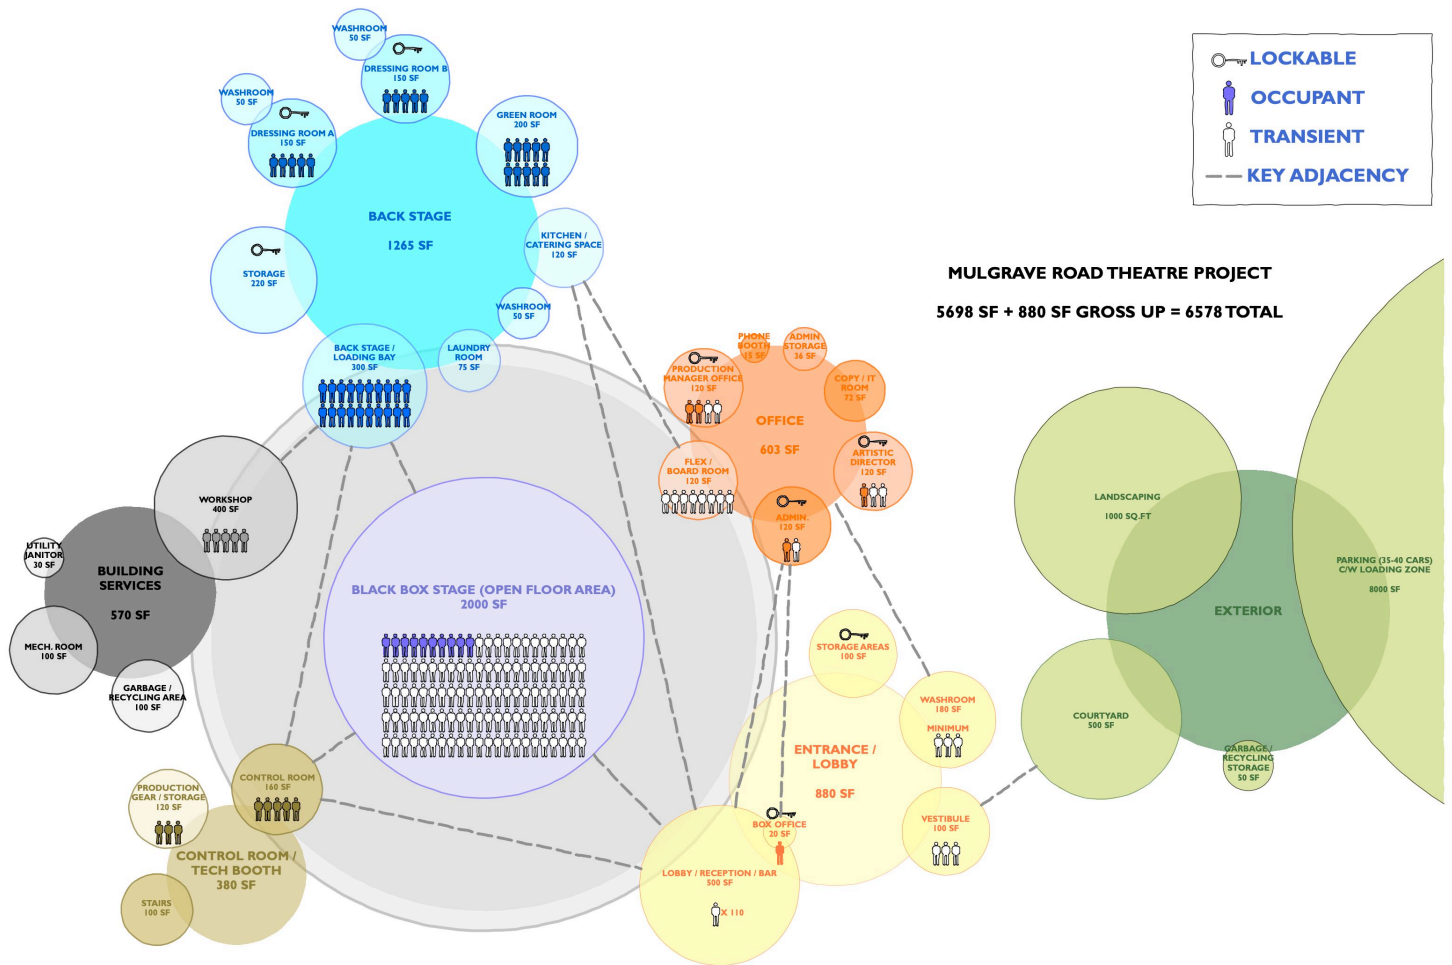 WASHROOM
50 SF
DRESSING ROOM B
150 SF
WASHROOM
50 SF
DRESSING ROOM A
150 SF
GREEN ROOM
200 SF
BACK STAGE
1265 SF
KITCHEN /
CATERING SPACE
120 SF
STORAGE
220 SF
WASHROOM
50 SF
BACK STAGE /
LOADING BAY
300 SF
LAUNDRY
ROOM
75 SF
LOCKABLE
OCCUPANT
TRANSIENT
KEY ADJACENCY
MULGRAVE ROAD THEATRE PROJECT
5698 SF + 880 SF GROSS UP = 6578 TOTAL
PHONE
BOOTH
15 SF
ADMIN
STORAGE
36 SF
PRODUCTION
MANAGER OFFICE
120 SF
COPY / IT
ROOM
72 SF
OFFICE
603 SF
FLEX /
BOARD ROOM
120 SF
ARTISTIC
DIRECTOR
120 SF
ADMIN.
120 SF
WORKSHOP
400 SF
UTILITY
JANITOR
30 SF
BUILDING
SERVICES
570 SF
MECH. ROOM
100 SF
GARBAGE /
RECYCLING AREA
100 SF
BLACK BOX STAGE (OPEN FLOOR AREA)
2000 SF
LANDSCAPING
1000 SQ.FT
EXTERIOR
PARKING (35-40 CARS)
C/W LOADING ZONE
8000 SF
COURTYARD
500 SF
GARBAGE /
RECYCLING
STORAGE
50 SF
STORAGE AREAS
100 SF
WASHROOM
180 SF
MINIMUM
ENTRANCE /
LOBBY
880 SF
VESTIBULE
100 SF
BOX OFFICE
20 SF
LOBBY / RECEPTION / BAR
500 SF
X 110
CONTROL ROOM
160 SF
PRODUCTION
GEAR / STORAGE
120 SF
CONTROL ROOM /
TECH BOOTH
380 SF
STAIRS
100 SF